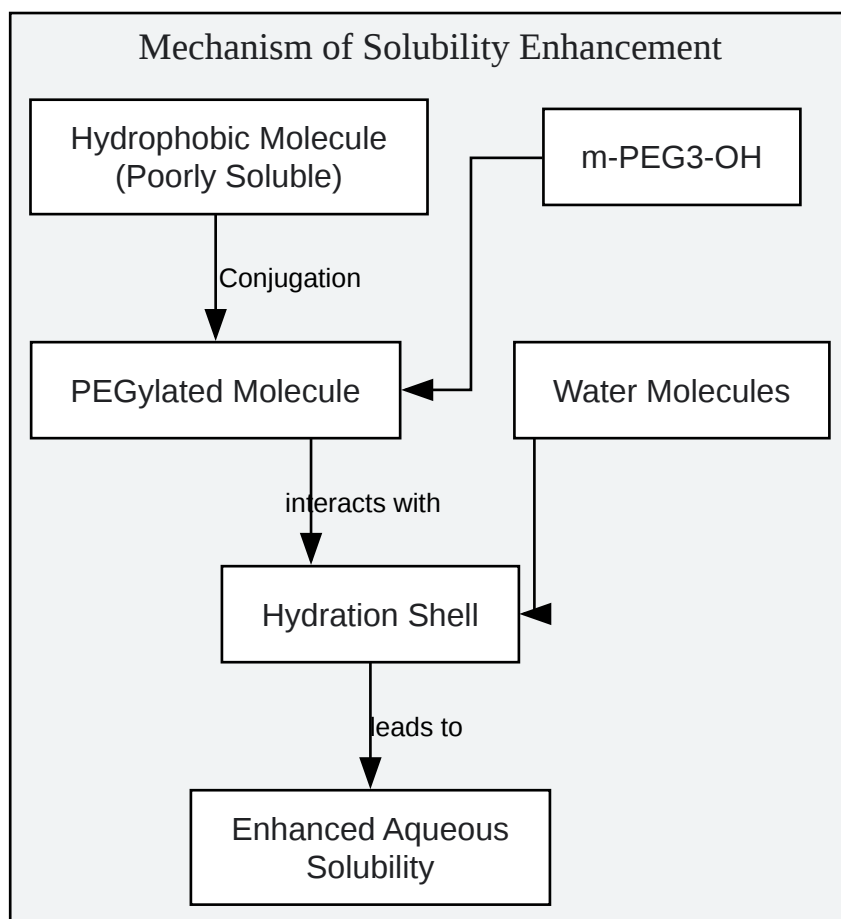 Mechanism of Solubility Enhancement
Hydrophobic Molecule
(Poorly Soluble)
m-PEG3-OH
Conjugation
PEGylated Molecule
Water Molecules
interacts with
Hydration Shell
leads to
Enhanced Aqueous
Solubility